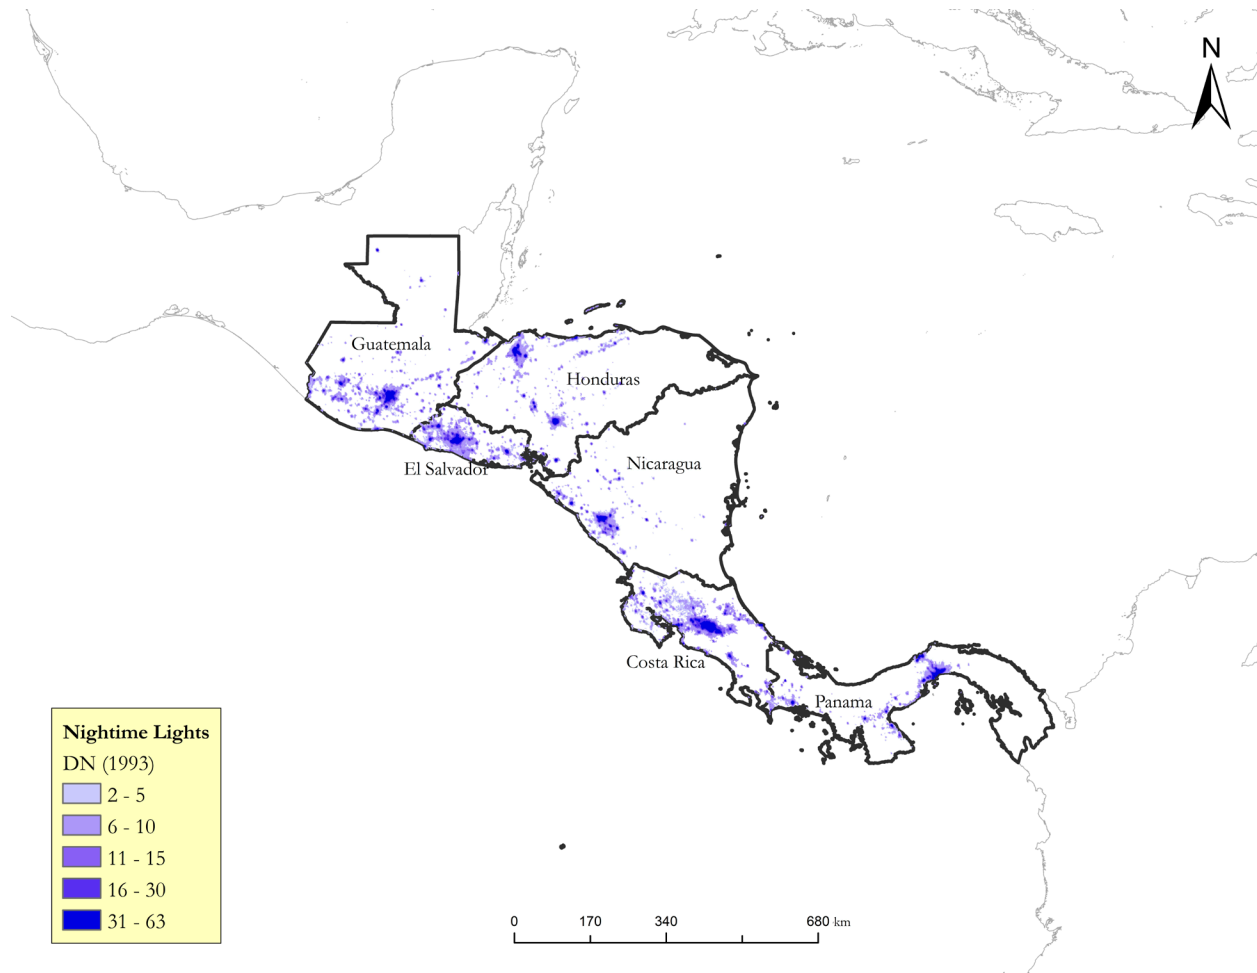 N
Guatemala
Honduras
El Salvador
Nicaragua
Costa Rica
Panama
Nightime Lights
DN (1993)
2 - 5
6 - 10
11 - 15
16 - 30
31 - 63
0 170 340 680 km